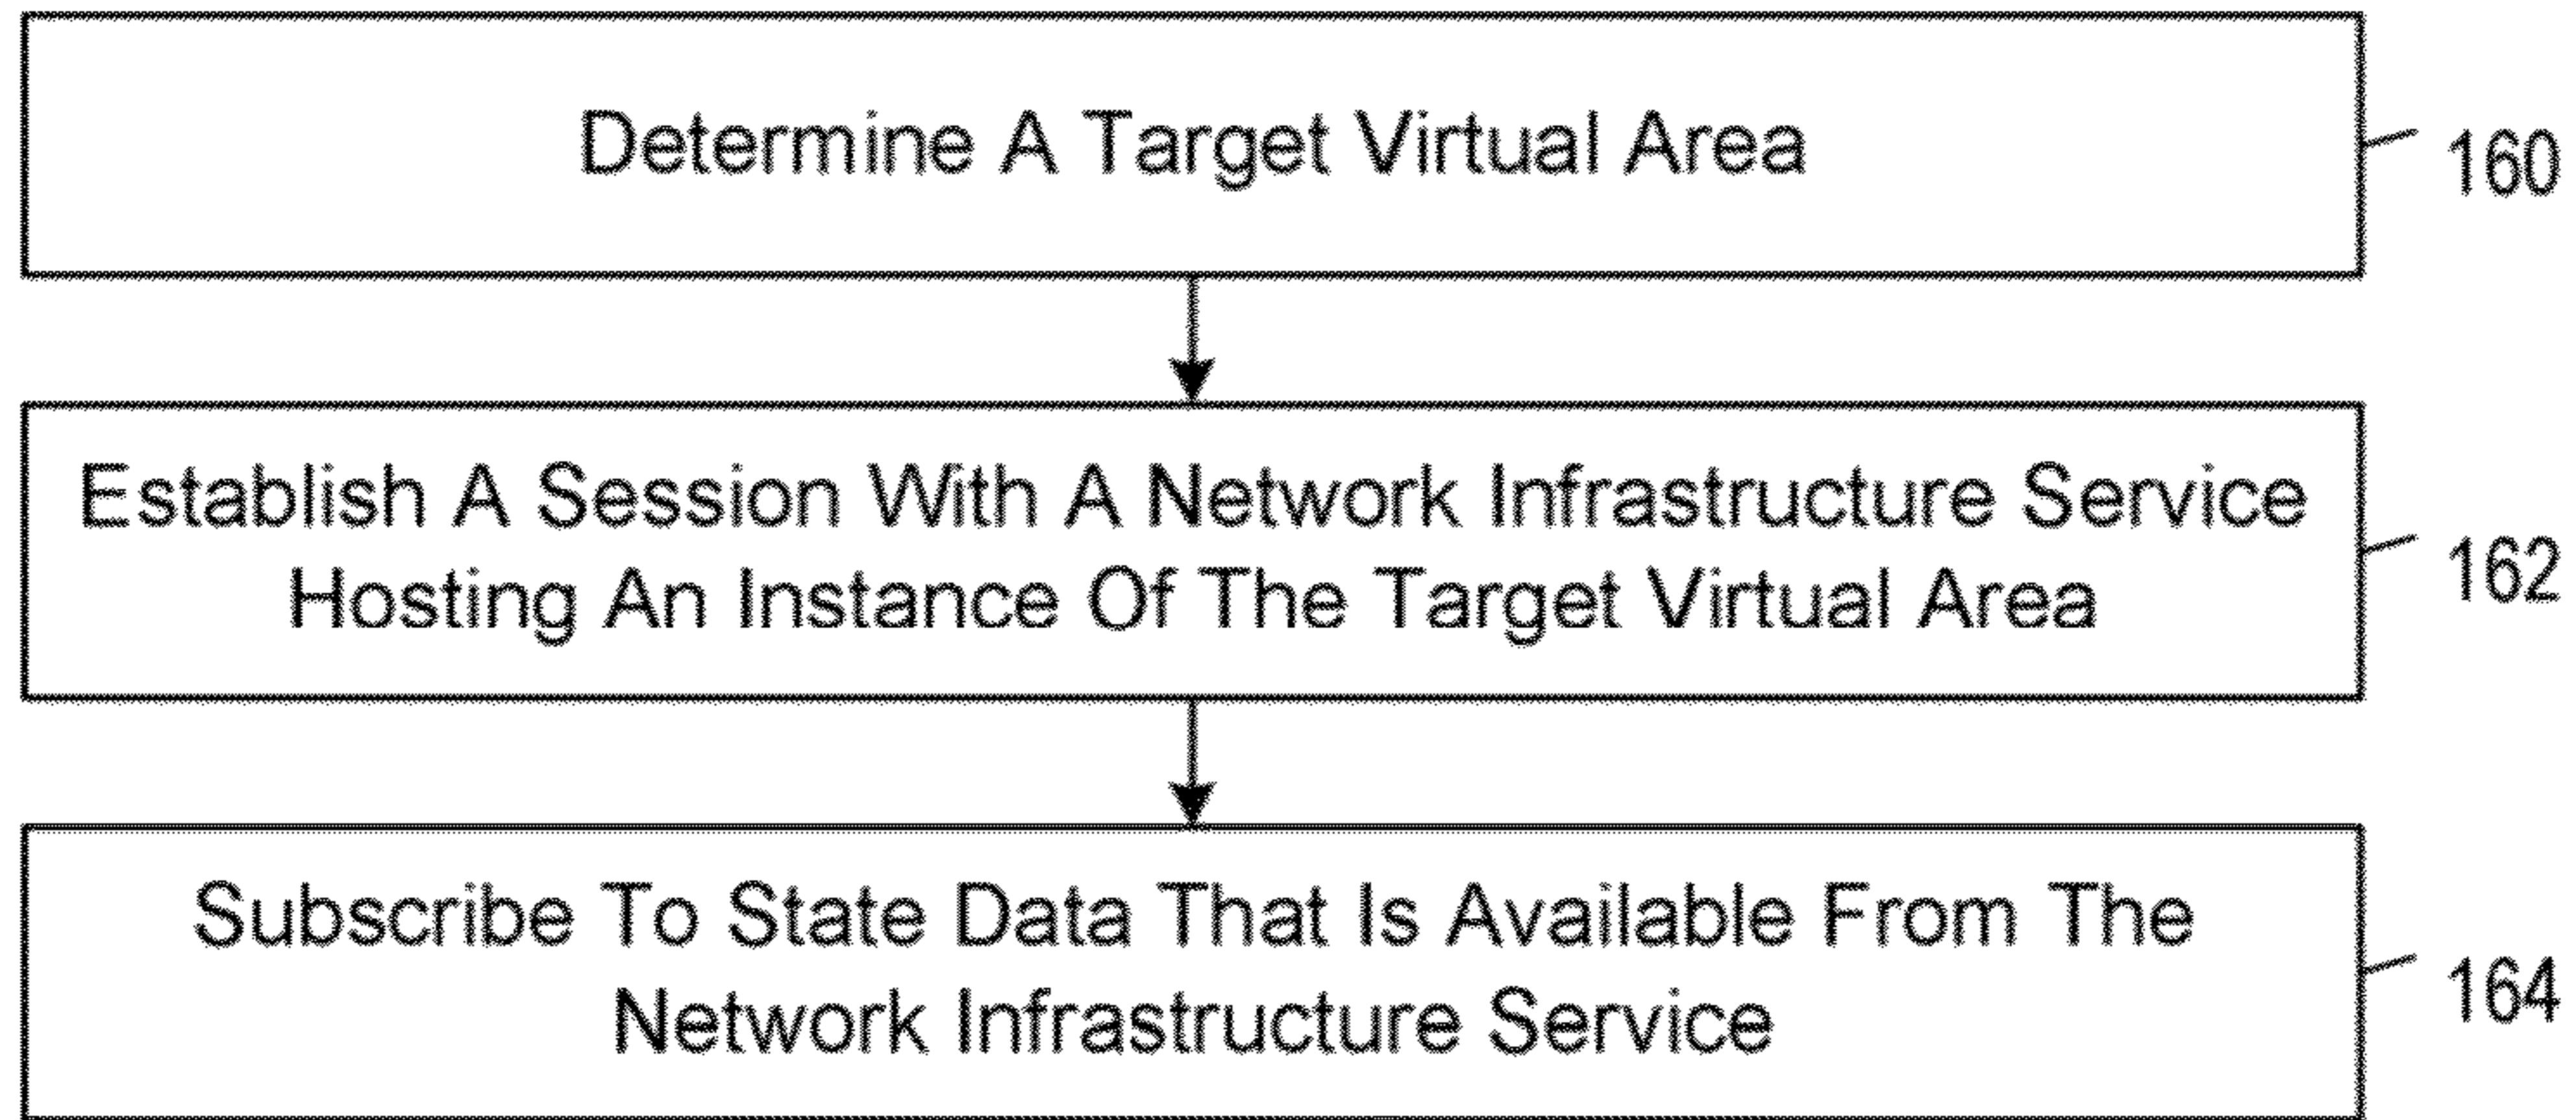 Determine A Target Virtual Area
160
Establish A Session With A Network Infrastructure Service
Hosting An Instance Of The Target Virtual Area
162
Subscribe To State Data That Is Available From The
Network Infrastructure Service
164